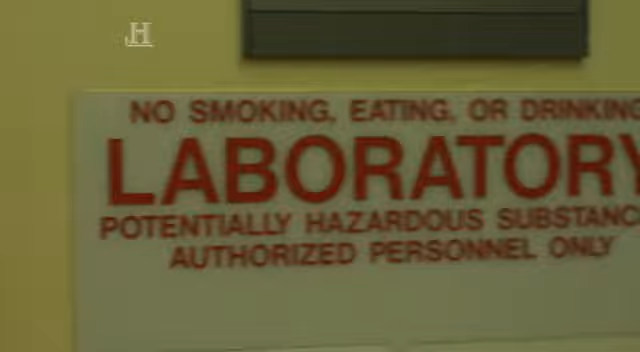 H
NO SMOKING, EATING, OR DRINKING
LABORATORY
POTENTIALLY HAZARDOUS SUBSTANC
AUTHORIZED PERSONNEL ONLY